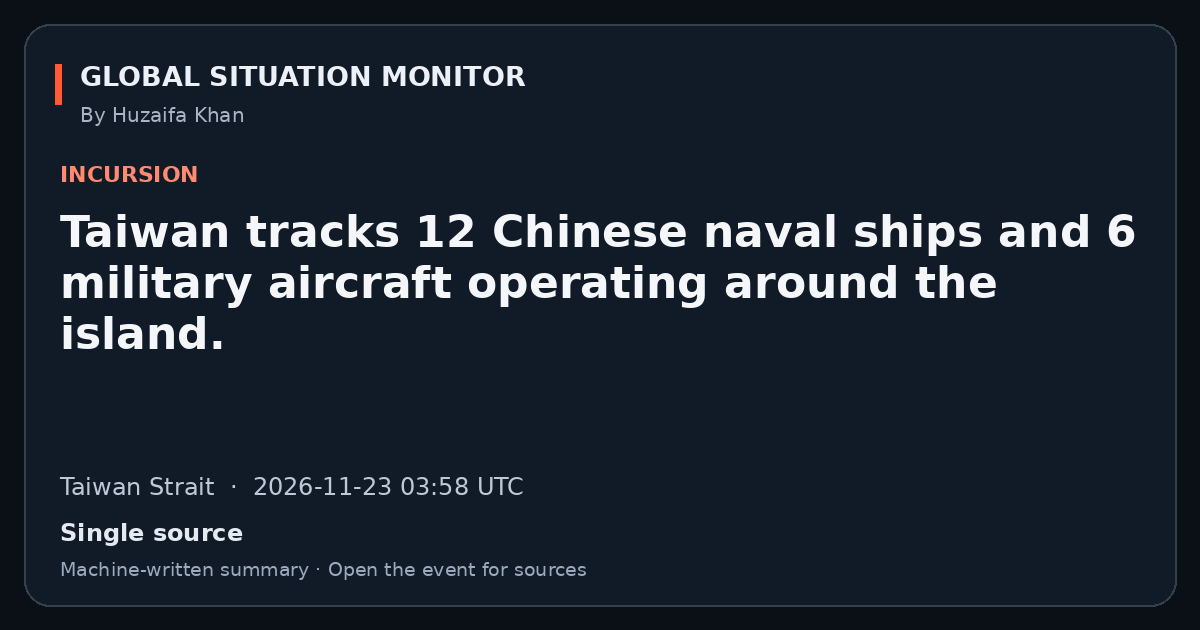 GLOBAL SITUATION MONITOR
By Huzaifa Khan
INCURSION
Taiwan tracks 12 Chinese naval ships and 6
military aircraft operating around the
island.
Taiwan Strait · 2026-11-23 03:58 UTC
Single source
Machine-written summary · Open the event for sources